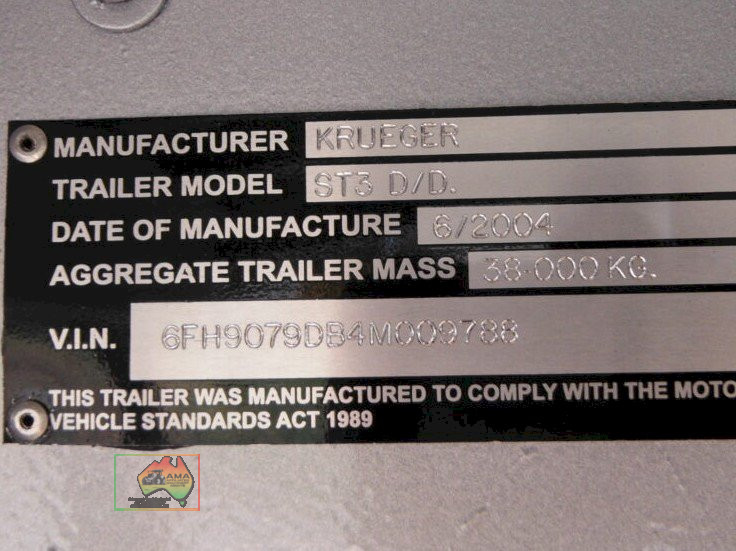 MANUFACTURER KRUEGER
TRAILER MODEL ST3 D/D.
DATE OF MANUFACTURE 6/2004
AGGREGATE TRAILER MASS 38·000 KG.
V.I.N. 6FH9079DB4M009788
THIS TRAILER WAS MANUFACTURED TO COMPLY WITH THE MOTO
VEHICLE STANDARDS ACT 1989
AMA